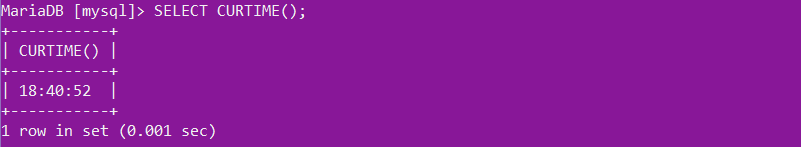 MariaDB [mysql]> SELECT CURTIME();
+-----------+
| CURTIME() |
+-----------+
| 18:40:52  |
+-----------+
1 row in set (0.001 sec)